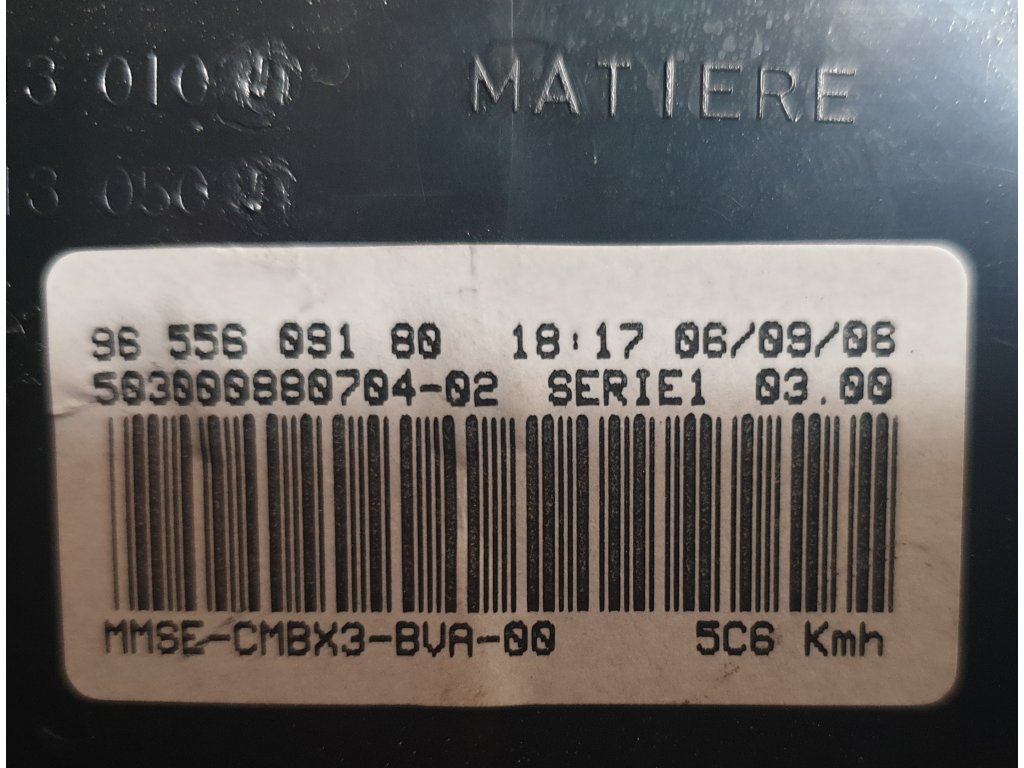 3 010 MATIERE
13 050
96 556 091 80 18:17 06/09/06
503000880704-02 SERIE1 03.00
MMSE-CMBX3-BVA-00 5C6 Kmh